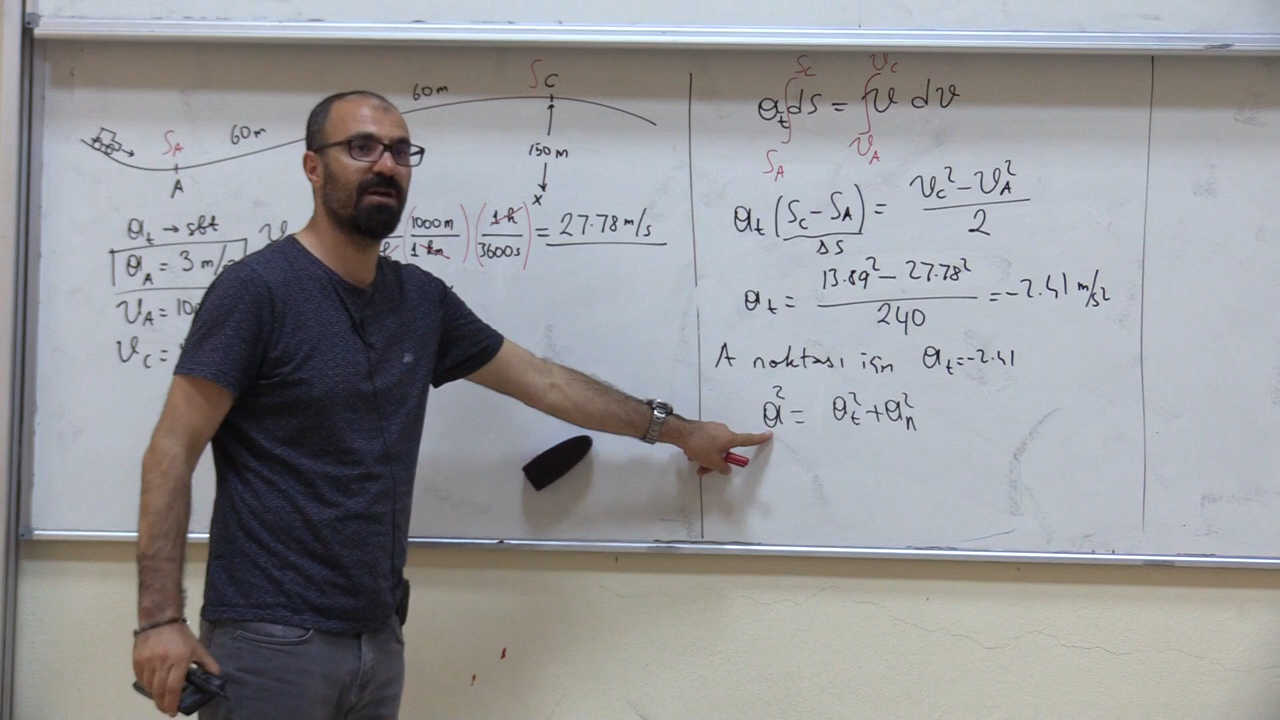 60 m
S_C C
60 m
S_A
A
150 m
x
a_t → sbt
a_A = 3 m/
v_A = 10
v_C =
(1000 m / 1 km) (1 h / 3600 s) = 27.78 m/s
a_t ∫_{S_A}^{S_C} ds = ∫_{v_A}^{v_C} v dv
a_t (S_C - S_A) = (v_C² - v_A²) / 2
Δs
a_t = (13.89² - 27.78²) / 240 = -2.41 m/s²
A noktası için a_t = -2.41
a² = a_t² + a_n²